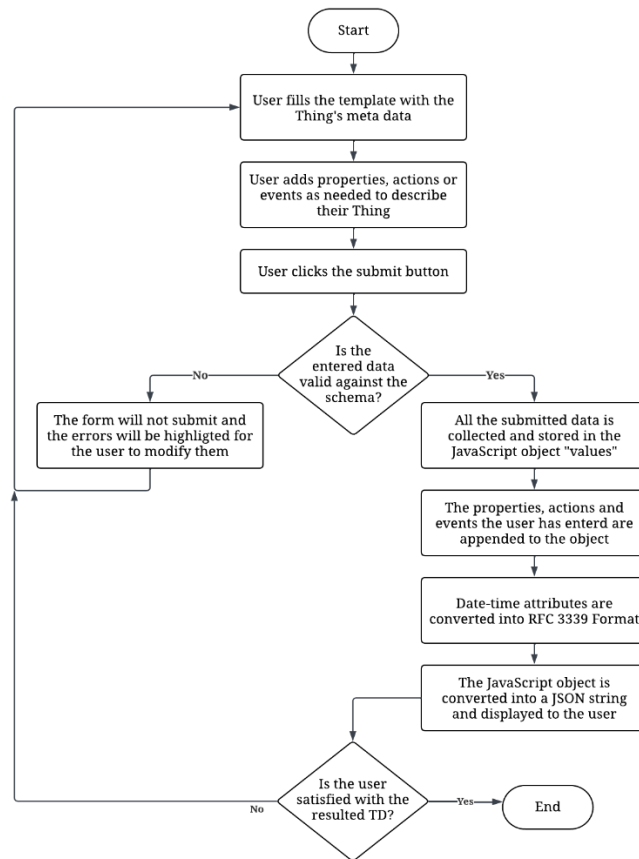 Start
User fills the template with the
Thing's meta data
User adds properties, actions or
events as needed to describe
their Thing
User clicks the submit button
Is the
entered data
valid against the
schema?
No
Yes
The form will not submit and
the errors will be highligted for
the user to modify them
All the submitted data is
collected and stored in the
JavaScript object "values"
The properties, actions and
events the user has enterd are
appended to the object
Date-time attributes are
converted into RFC 3339 Format
The JavaScript object is
converted into a JSON string
and displayed to the user
Is the user
satisfied with the
resulted TD?
No
Yes
End